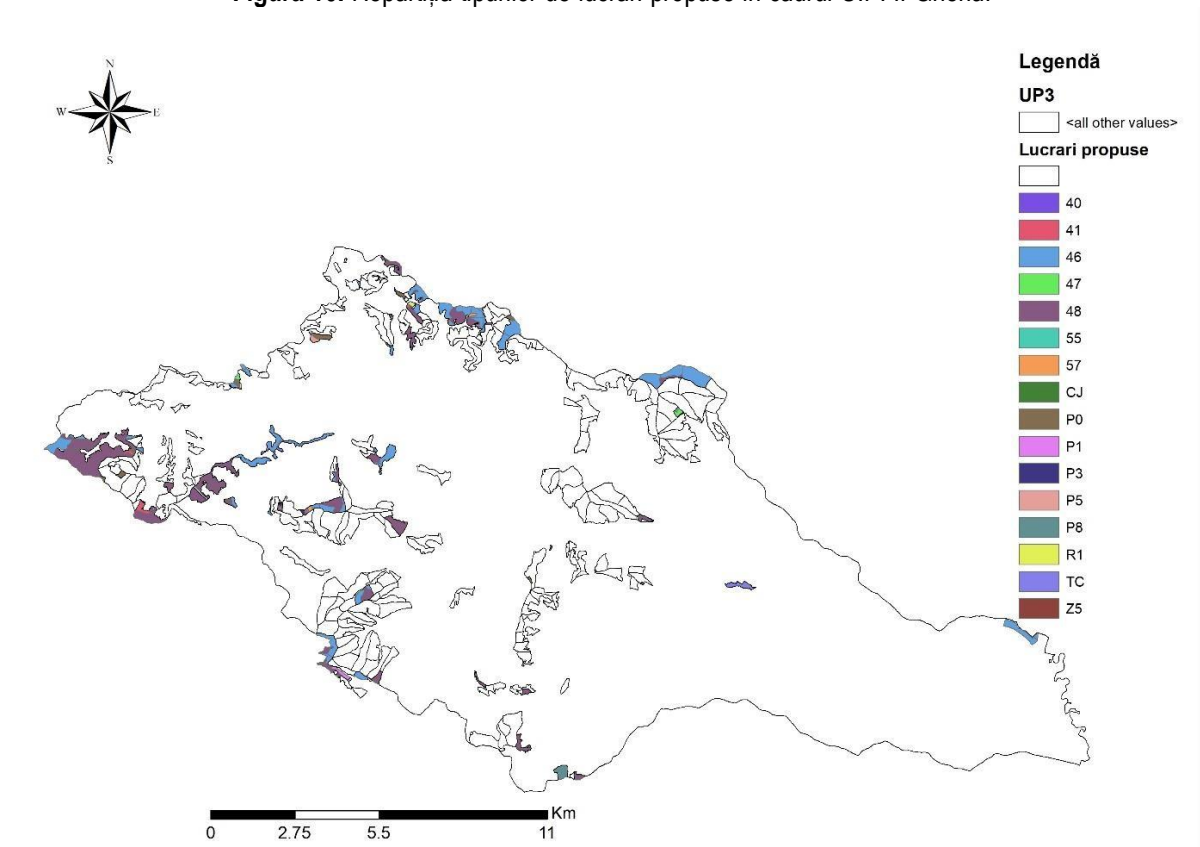 N
W E
S
Legendă
UP3
<all other values>
Lucrari propuse
40
41
46
47
48
55
57
CJ
P0
P1
P3
P5
P8
R1
TC
Z5
Km
0 2.75 5.5 11